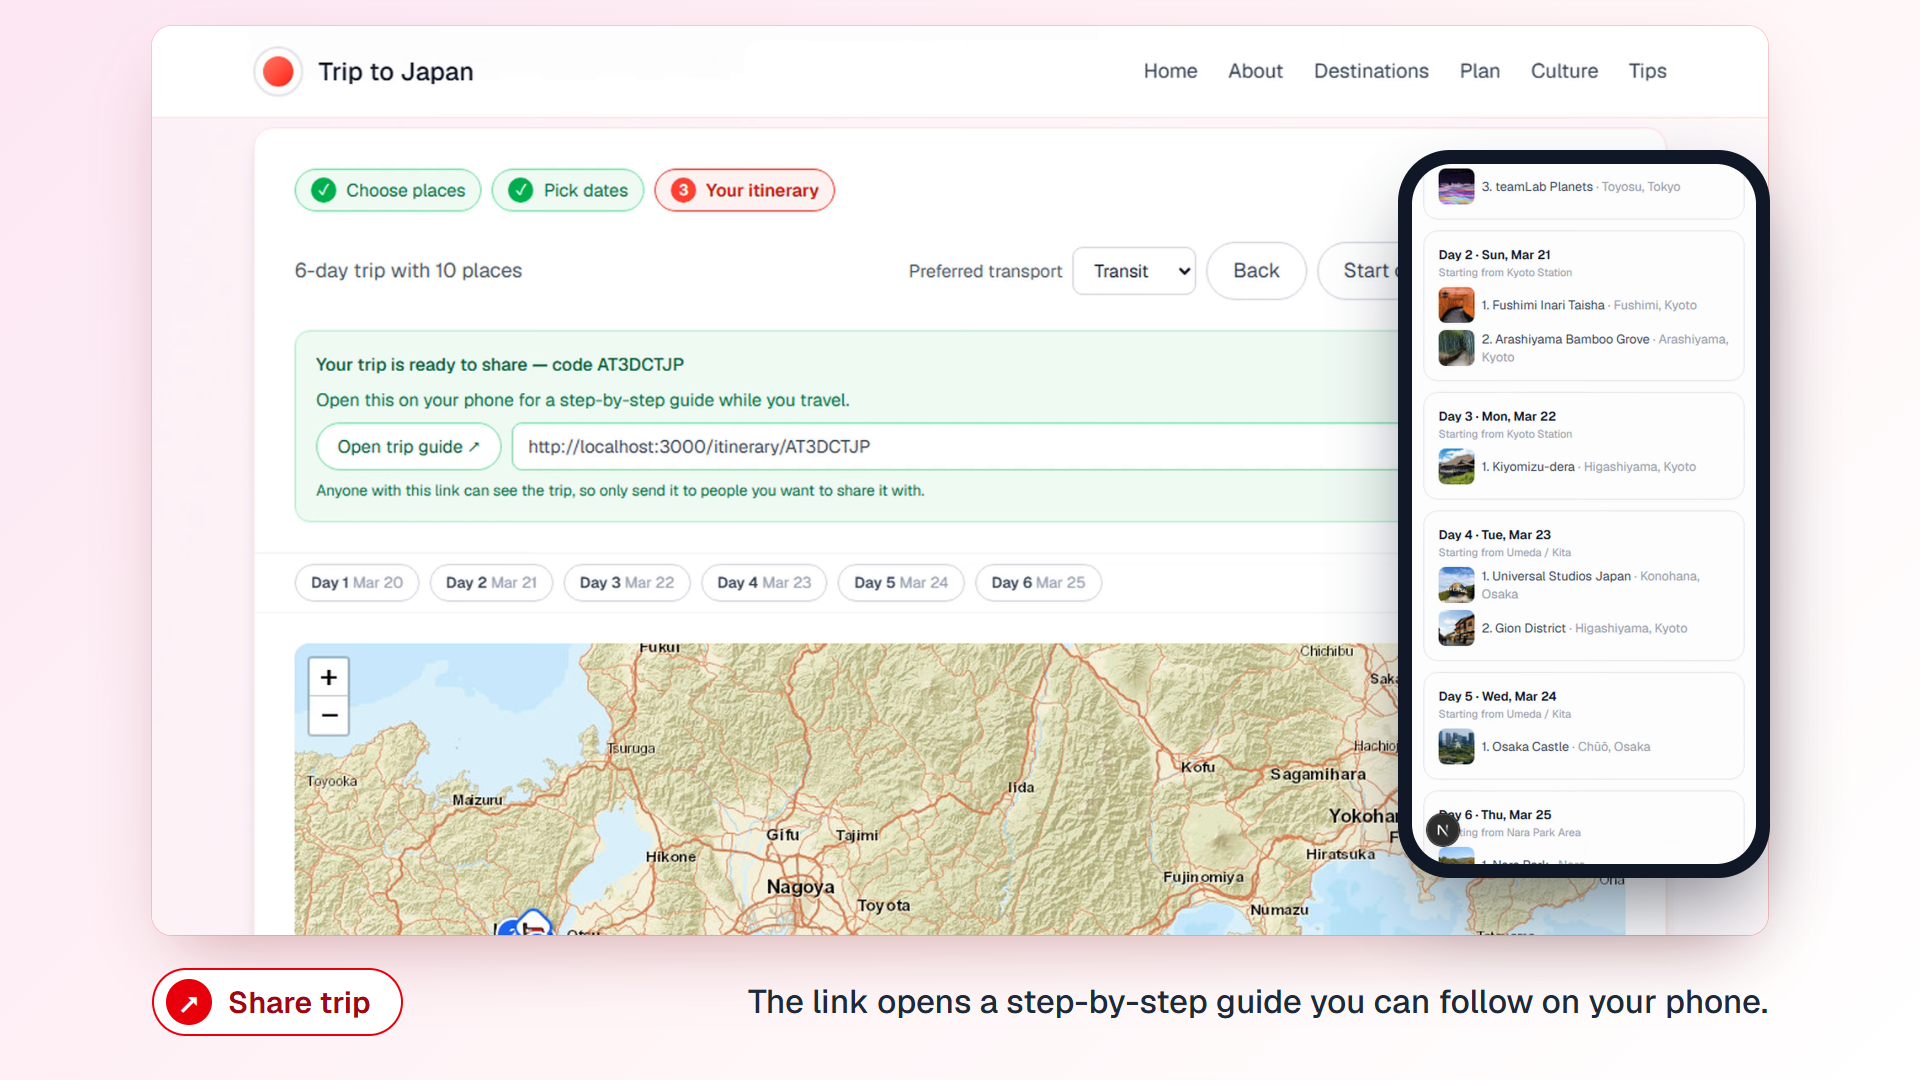 Trip to Japan
Home
About
Destinations
Plan
Culture
Tips
✓ Choose places
✓ Pick dates
3 Your itinerary
6-day trip with 10 places
Preferred transport
Transit
Back
Start
Your trip is ready to share — code AT3DCTJP
Open this on your phone for a step-by-step guide while you travel.
Open trip guide ↗
http://localhost:3000/itinerary/AT3DCTJP
Anyone with this link can see the trip, so only send it to people you want to share it with.
Day 1 Mar 20
Day 2 Mar 21
Day 3 Mar 22
Day 4 Mar 23
Day 5 Mar 24
Day 6 Mar 25
+
−
Fukui
Chichibu
Tsuruga
Toyooka
Maizuru
Iida
Kofu
Sagamihara
Gifu
Tajimi
Hikone
Hiratsuka
Nagoya
Fujinomiya
Toyota
Numazu
3. teamLab Planets · Toyosu, Tokyo
Day 2 · Sun, Mar 21
Starting from Kyoto Station
1. Fushimi Inari Taisha · Fushimi, Kyoto
2. Arashiyama Bamboo Grove · Arashiyama,
Kyoto
Day 3 · Mon, Mar 22
Starting from Kyoto Station
1. Kiyomizu-dera · Higashiyama, Kyoto
Day 4 · Tue, Mar 23
Starting from Umeda / Kita
1. Universal Studios Japan · Konohana,
Osaka
2. Gion District · Higashiyama, Kyoto
Day 5 · Wed, Mar 24
Starting from Umeda / Kita
1. Osaka Castle · Chūō, Osaka
Day 6 · Thu, Mar 25
from Nara Park Area
N
Share trip
The link opens a step-by-step guide you can follow on your phone.